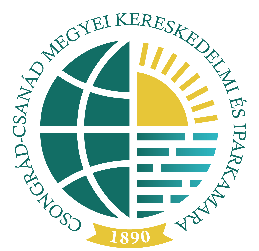 CSONGRÁD-CSANÁD MEGYEI KERESKEDELMI ÉS IPARKAMARA
1890